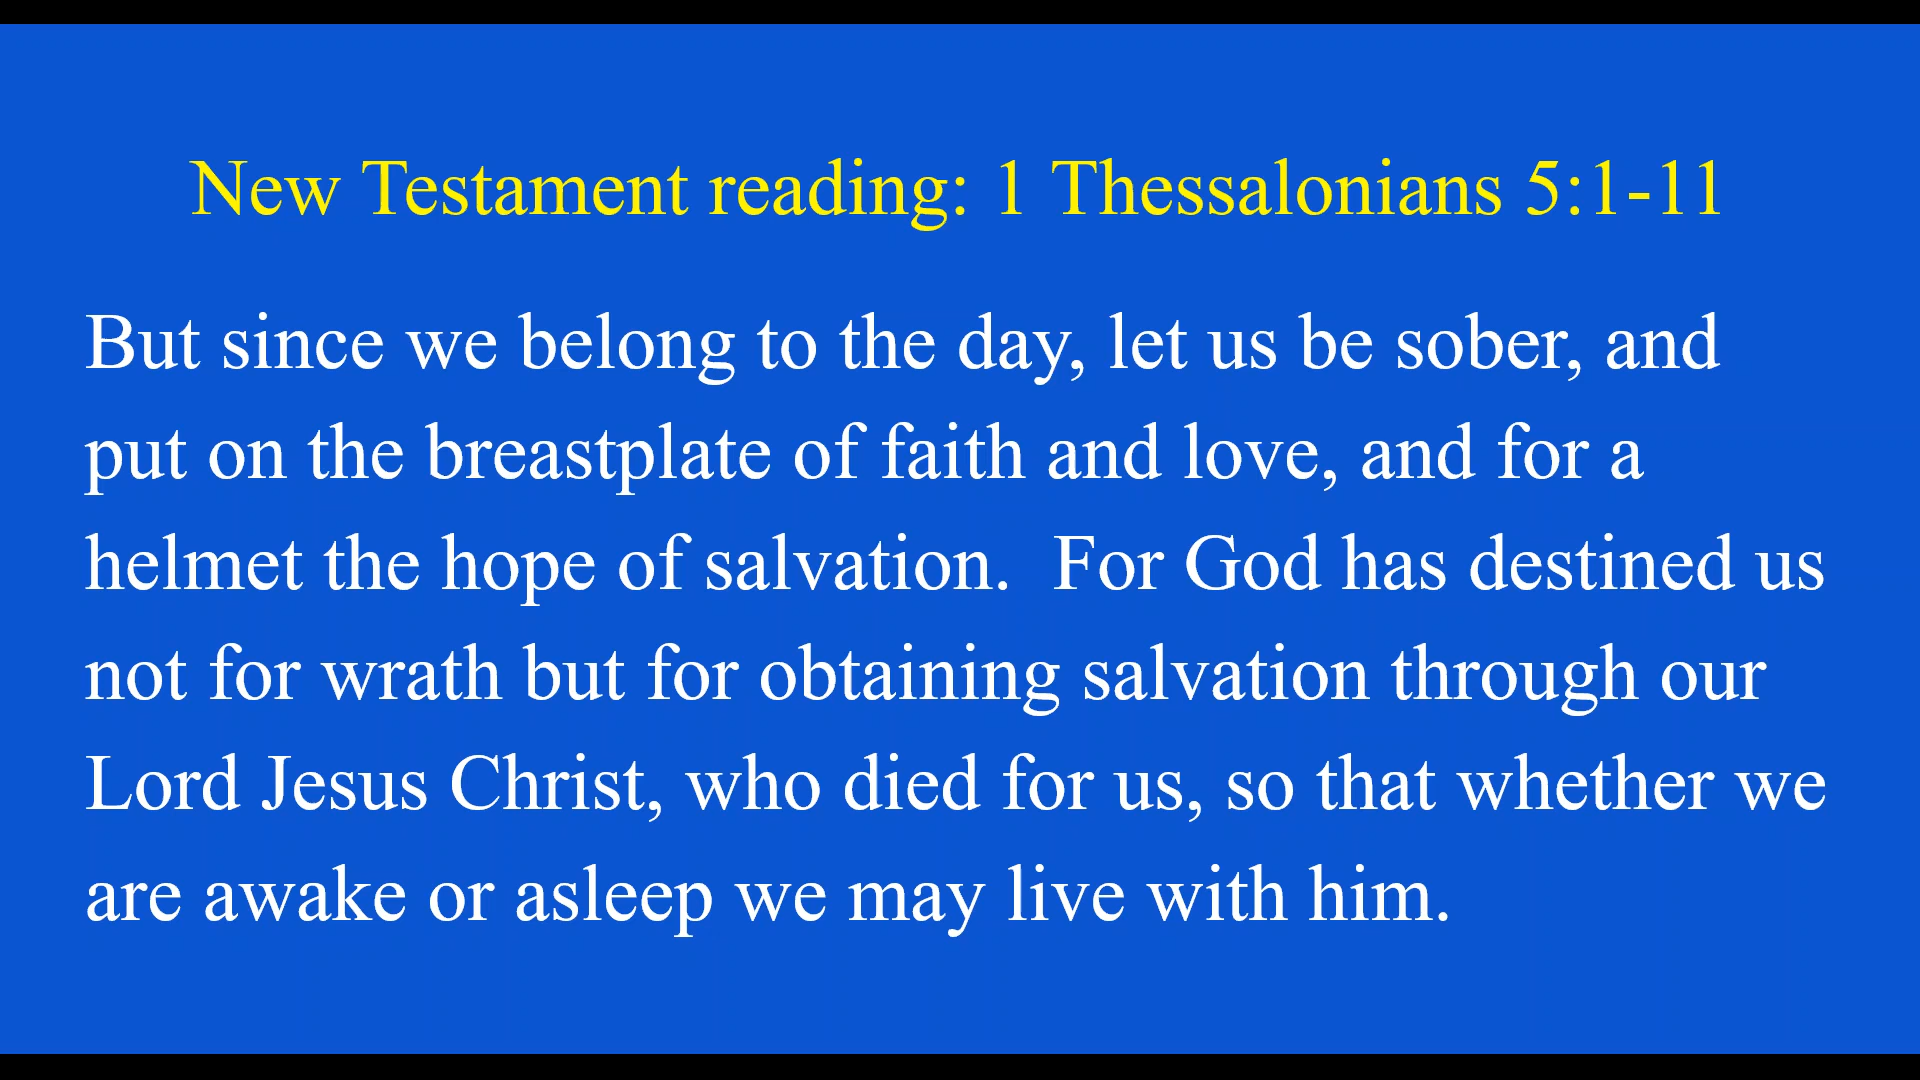 New Testament reading: 1 Thessalonians 5:1-11
But since we belong to the day, let us be sober, and
put on the breastplate of faith and love, and for a
helmet the hope of salvation.  For God has destined us
not for wrath but for obtaining salvation through our
Lord Jesus Christ, who died for us, so that whether we
are awake or asleep we may live with him.